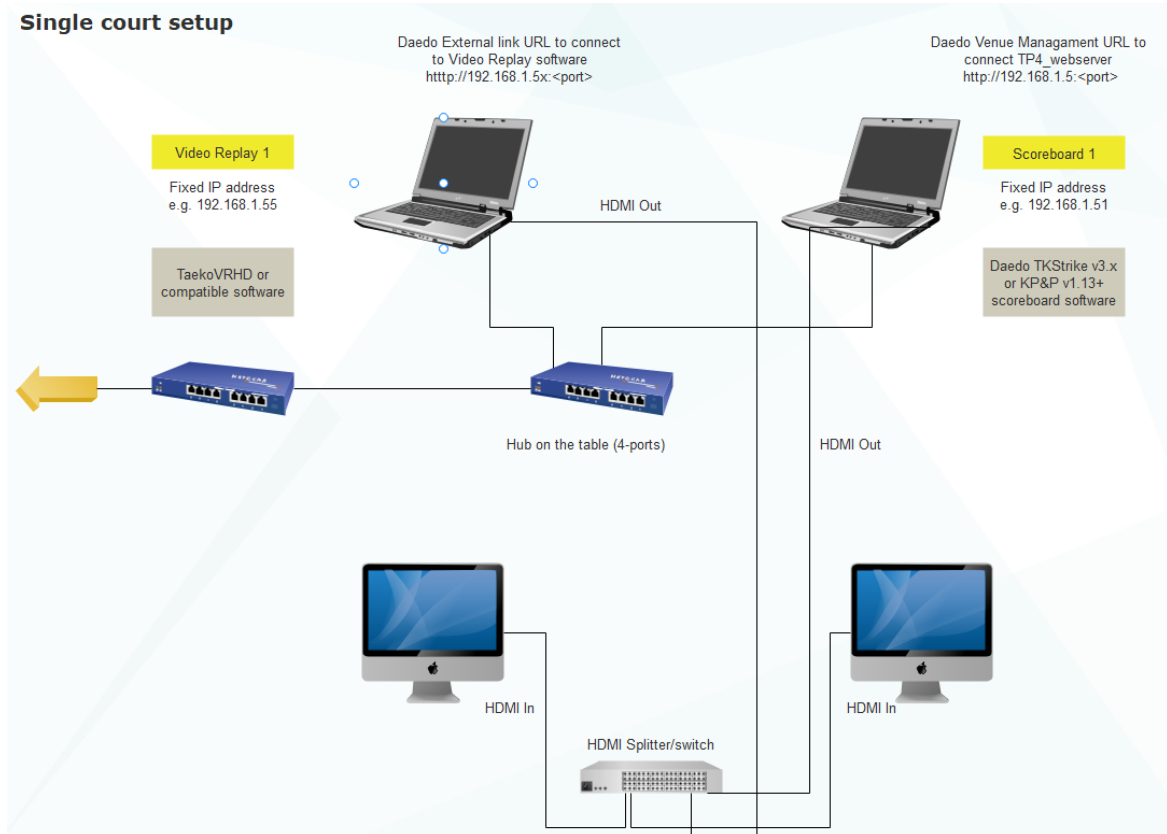 Single court setup
Daedo External link URL to connect
to Video Replay software
htttp://192.168.1.5x:<port>
Daedo Venue Managament URL to
connect TP4_webserver
http://192.168.1.5:<port>
Video Replay 1
Scoreboard 1
Fixed IP address
e.g. 192.168.1.55
HDMI Out
Fixed IP address
e.g. 192.168.1.51
TaekoVRHD or
compatible software
Daedo TKStrike v3.x
or KP&P v1.13+
scoreboard software
NETGEAR
NETGEAR
Hub on the table (4-ports)
HDMI Out
HDMI In
HDMI In
HDMI Splitter/switch